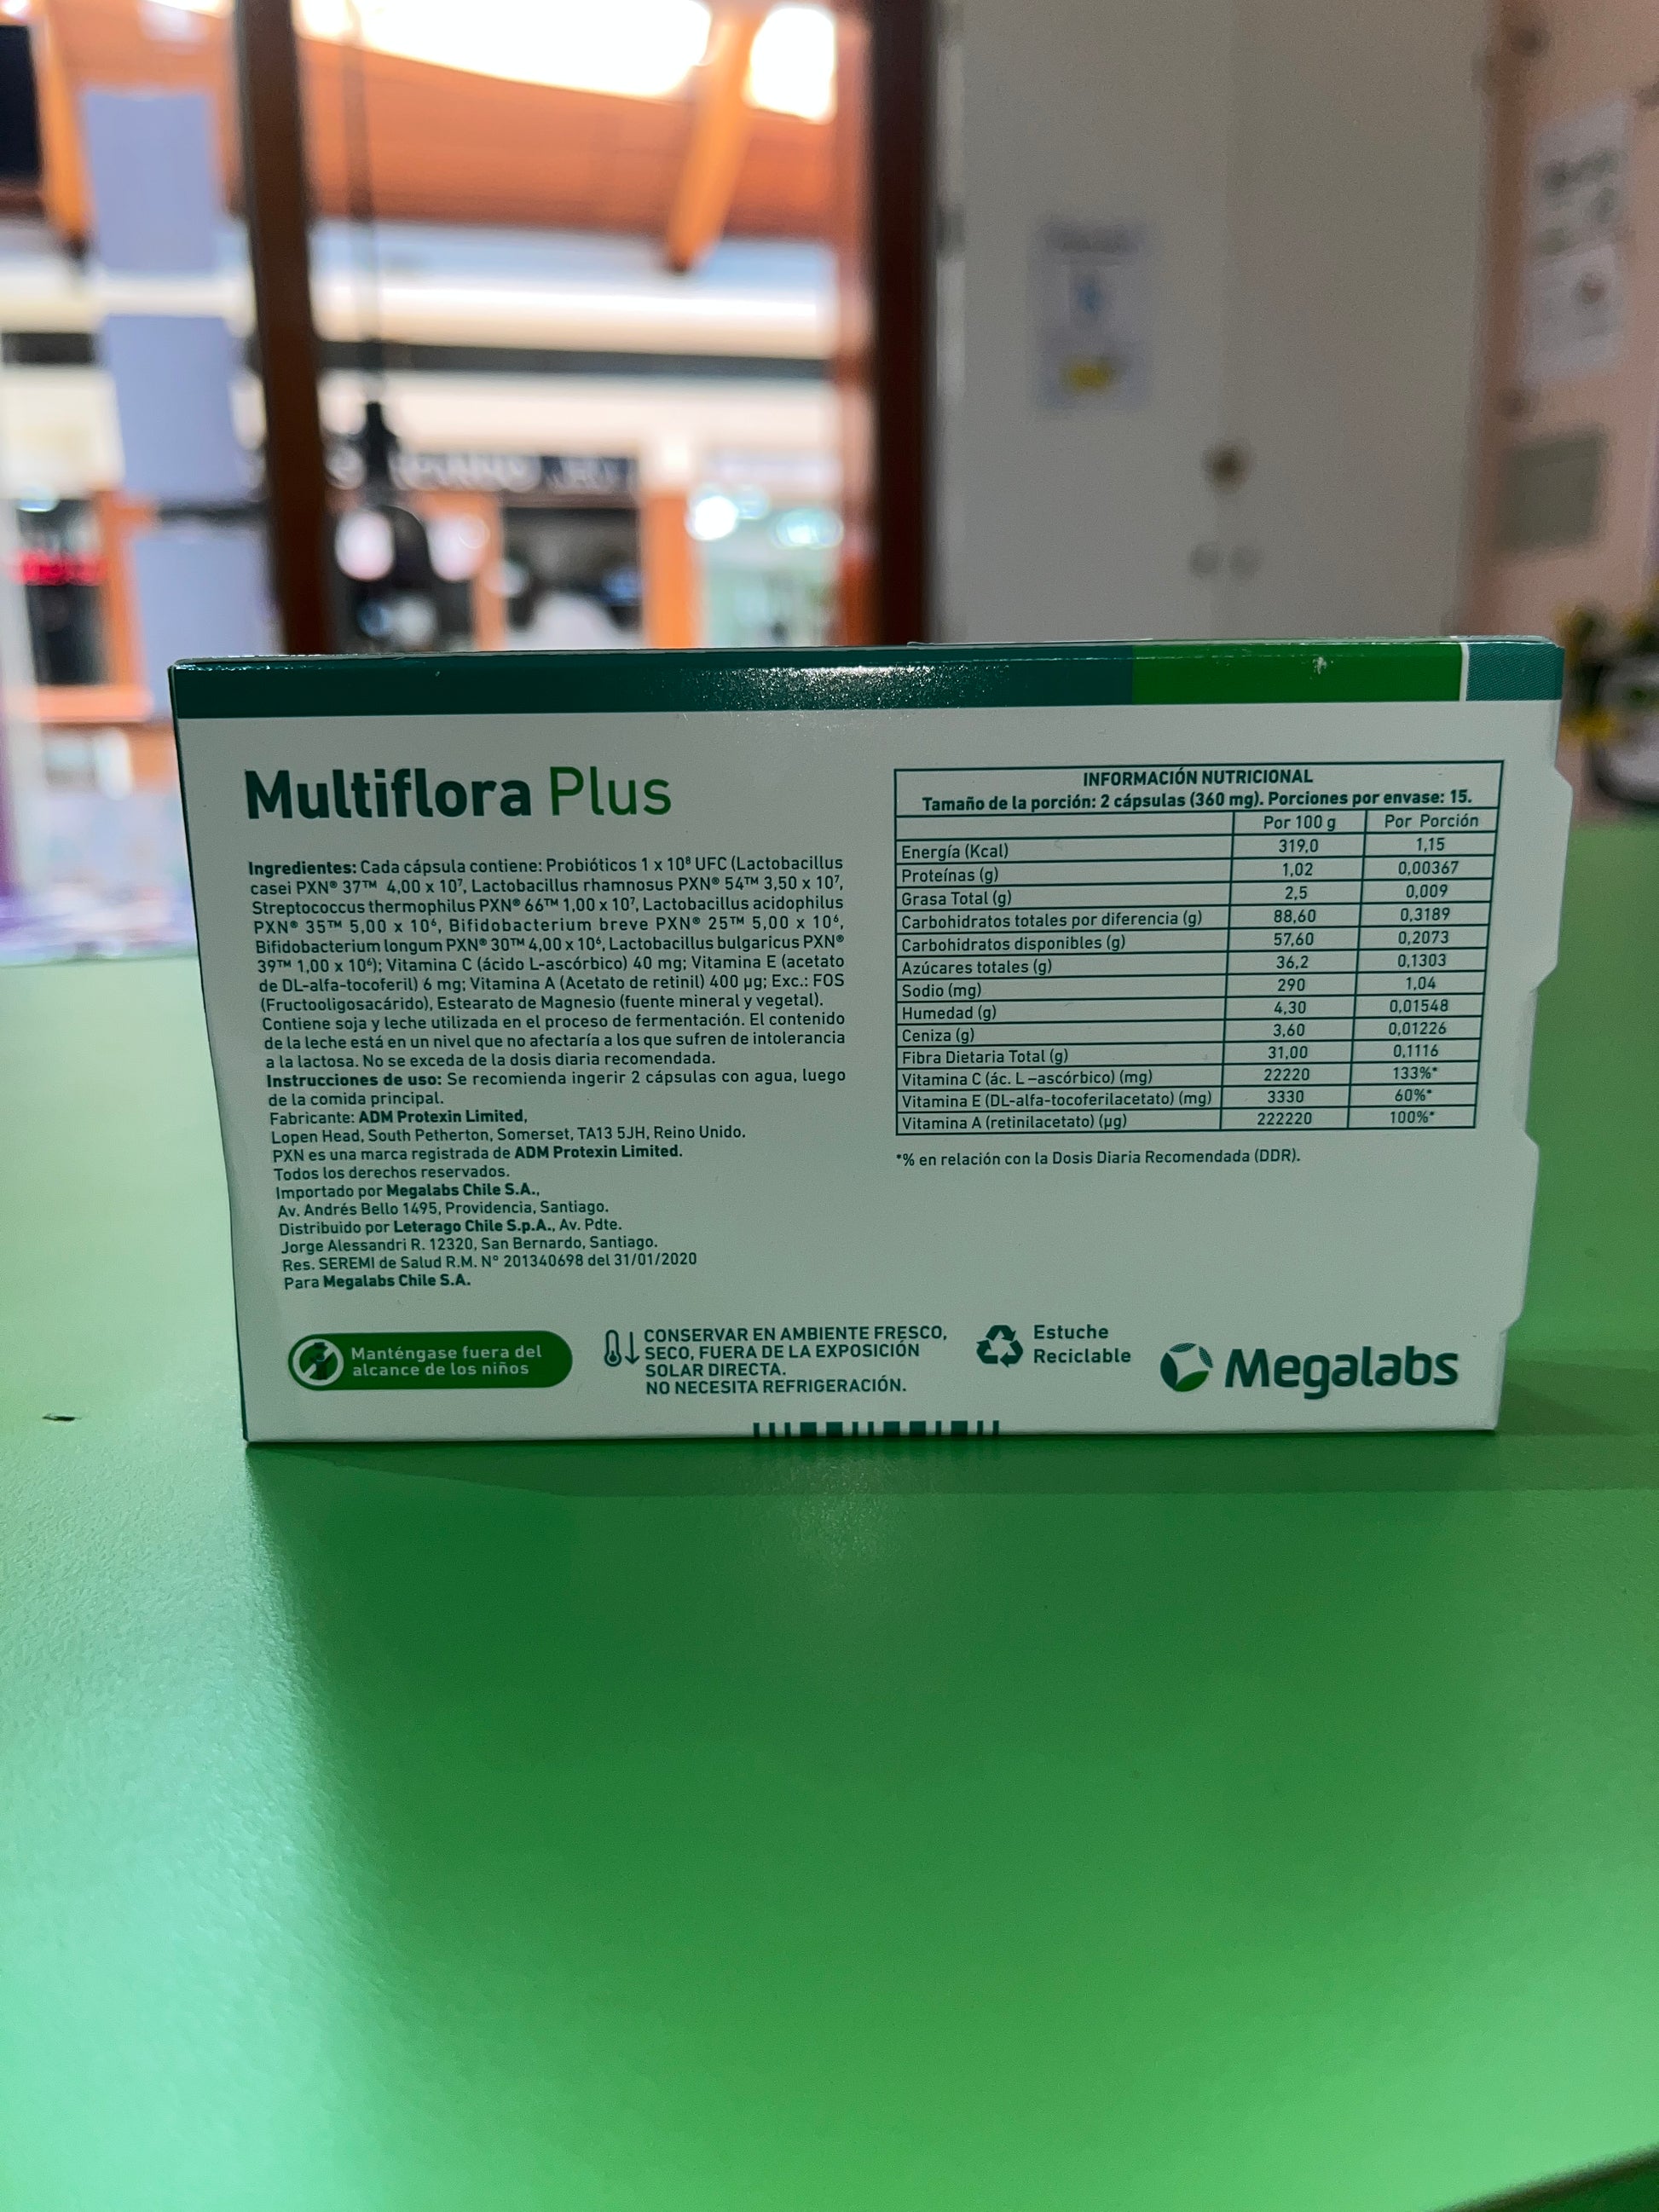 Multiflora Plus
Ingredientes: Cada cápsula contiene: Probióticos 1 x 10⁸ UFC (Lactobacillus
casei PXN® 37™ 4,00 x 10⁷, Lactobacillus rhamnosus PXN® 54™ 3,50 x 10⁷,
Streptococcus thermophilus PXN® 66™ 1,00 x 10⁷, Lactobacillus acidophilus
PXN® 35™ 5,00 x 10⁶, Bifidobacterium breve PXN® 25™ 5,00 x 10⁶,
Bifidobacterium longum PXN® 30™ 4,00 x 10⁶, Lactobacillus bulgaricus PXN®
39™ 1,00 x 10⁶); Vitamina C (ácido L-ascórbico) 40 mg; Vitamina E (acetato
de DL-alfa-tocoferil) 6 mg; Vitamina A (Acetato de retinil) 400 µg; Exc.: FOS
(Fructooligosacárido), Estearato de Magnesio (fuente mineral y vegetal).
Contiene soja y leche utilizada en el proceso de fermentación. El contenido
de la leche está en un nivel que no afectaría a los que sufren de intolerancia
a la lactosa. No se exceda de la dosis diaria recomendada.
Instrucciones de uso: Se recomienda ingerir 2 cápsulas con agua, luego
de la comida principal.
Fabricante: ADM Protexin Limited,
Lopen Head, South Petherton, Somerset, TA13 5JH, Reino Unido.
PXN es una marca registrada de ADM Protexin Limited.
Todos los derechos reservados.
Importado por Megalabs Chile S.A.,
Av. Andrés Bello 1495, Providencia, Santiago.
Distribuido por Leterago Chile S.p.A., Av. Pdte.
Jorge Alessandri R. 12320, San Bernardo, Santiago.
Res. SEREMI de Salud R.M. N° 201340698 del 31/01/2020
Para Megalabs Chile S.A.
INFORMACIÓN NUTRICIONAL
Tamaño de la porción: 2 cápsulas (360 mg). Porciones por envase: 15.
Por 100 g Por Porción
Energía (Kcal) 319,0 1,15
Proteínas (g) 1,02 0,00367
Grasa Total (g) 2,5 0,009
Carbohidratos totales por diferencia (g) 88,60 0,3189
Carbohidratos disponibles (g) 57,60 0,2073
Azúcares totales (g) 36,2 0,1303
Sodio (mg) 290 1,04
Humedad (g) 4,30 0,01548
Ceniza (g) 3,60 0,01226
Fibra Dietaria Total (g) 31,00 0,1116
Vitamina C (ác. L –ascórbico) (mg) 22220 133%*
Vitamina E (DL-alfa-tocoferilacetato) (mg) 3330 60%*
Vitamina A (retinilacetato) (µg) 222220 100%*
*% en relación con la Dosis Diaria Recomendada (DDR).
Manténgase fuera del
alcance de los niños
CONSERVAR EN AMBIENTE FRESCO,
SECO, FUERA DE LA EXPOSICIÓN
SOLAR DIRECTA.
NO NECESITA REFRIGERACIÓN.
Estuche
Reciclable
Megalabs